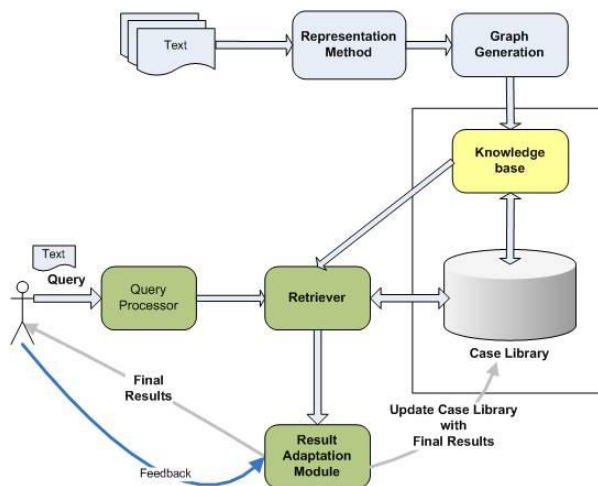 Text
Representation
Method
Graph
Generation
Knowledge
base
Text
Query
Query
Processor
Retriever
Case Library
Final
Results
Update Case Library
with
Final Results
Result
Adaptation
Module
Feedback